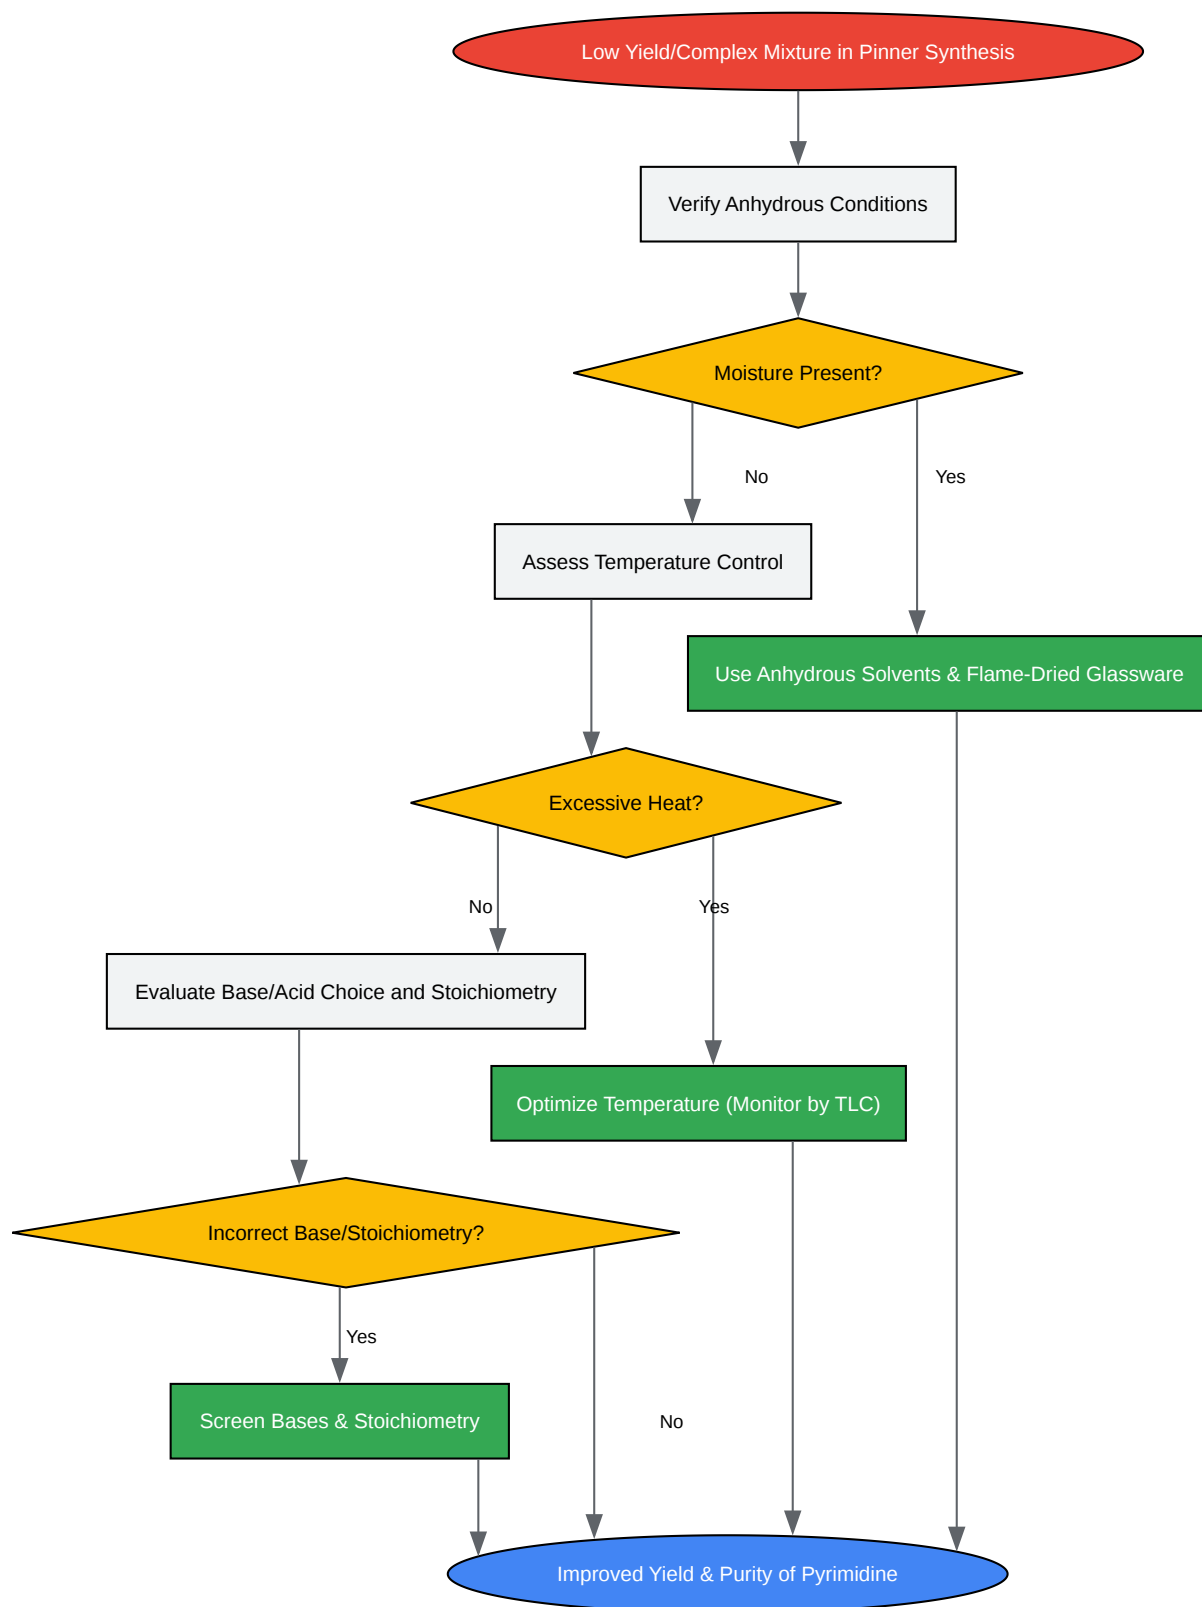 Low Yield/Complex Mixture in Pinner Synthesis
Verify Anhydrous Conditions
Moisture Present?
No
Yes
Assess Temperature Control
Use Anhydrous Solvents & Flame-Dried Glassware
Excessive Heat?
No
Yes
Evaluate Base/Acid Choice and Stoichiometry
Optimize Temperature (Monitor by TLC)
Incorrect Base/Stoichiometry?
Yes
Screen Bases & Stoichiometry
No
Improved Yield & Purity of Pyrimidine